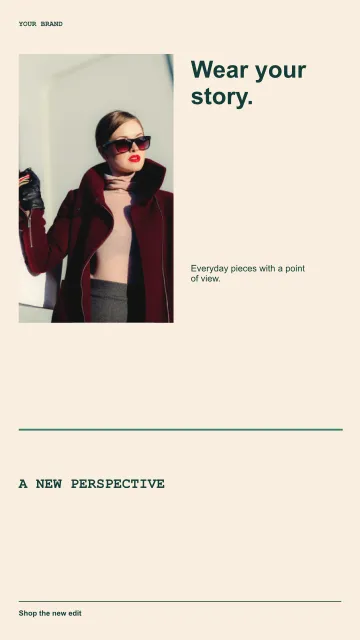 YOUR BRAND
Wear your
story.
Everyday pieces with a point
of view.
A NEW PERSPECTIVE
Shop the new edit